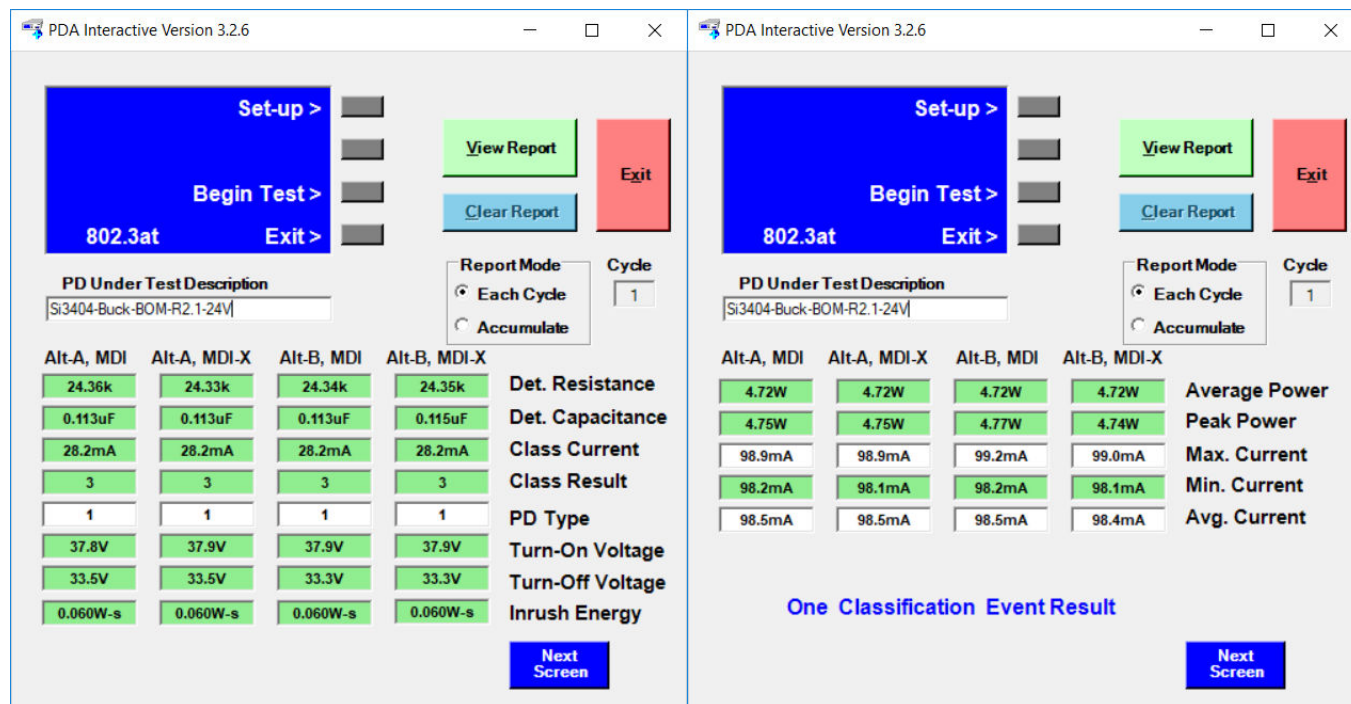 PDA Interactive Version 3.2.6
Set-up >
Begin Test >
802.3at Exit >
View Report
Clear Report
Exit
PD Under Test Description
Si3404-Buck-BOM-R2.1-24V
Report Mode
Each Cycle
Accumulate
Cycle
1
Alt-A, MDI Alt-A, MDI-X Alt-B, MDI Alt-B, MDI-X
24.36k 24.33k 24.34k 24.35k Det. Resistance
0.113uF 0.113uF 0.113uF 0.115uF Det. Capacitance
28.2mA 28.2mA 28.2mA 28.2mA Class Current
3 3 3 3 Class Result
1 1 1 1 PD Type
37.8V 37.9V 37.9V 37.9V Turn-On Voltage
33.5V 33.5V 33.3V 33.3V Turn-Off Voltage
0.060W-s 0.060W-s 0.060W-s 0.060W-s Inrush Energy
Next
Screen
PDA Interactive Version 3.2.6
Set-up >
Begin Test >
802.3at Exit >
View Report
Clear Report
Exit
PD Under Test Description
Si3404-Buck-BOM-R2.1-24V
Report Mode
Each Cycle
Accumulate
Cycle
1
Alt-A, MDI Alt-A, MDI-X Alt-B, MDI Alt-B, MDI-X
4.72W 4.72W 4.72W 4.72W Average Power
4.75W 4.75W 4.77W 4.74W Peak Power
98.9mA 98.9mA 99.2mA 99.0mA Max. Current
98.2mA 98.1mA 98.2mA 98.1mA Min. Current
98.5mA 98.5mA 98.5mA 98.4mA Avg. Current
One Classification Event Result
Next
Screen